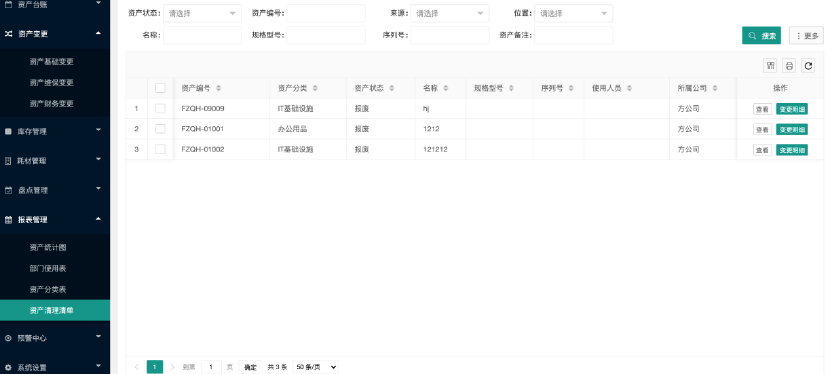 资产台账
资产变更
资产基础变更
资产维保变更
资产财务变更
库存管理
耗材管理
盘点管理
报表管理
资产统计图
部门使用表
资产分类表
资产清理清单
预警中心
系统设置
资产状态: 请选择 资产编号: 来源: 请选择 位置: 请选择
名称: 规格型号: 序列号: 资产备注: 搜索 更多
资产编号 资产分类 资产状态 名称 规格型号 序列号 使用人员 所属公司 操作
1 FZQH-09009 IT基础设施 报废 hj 方公司 查看 变更明细
2 FZQH-01001 办公用品 报废 1212 方公司 查看 变更明细
3 FZQH-01002 IT基础设施 报废 121212 方公司 查看 变更明细
1 到第 1 页 确定 共 3 条 50 条/页